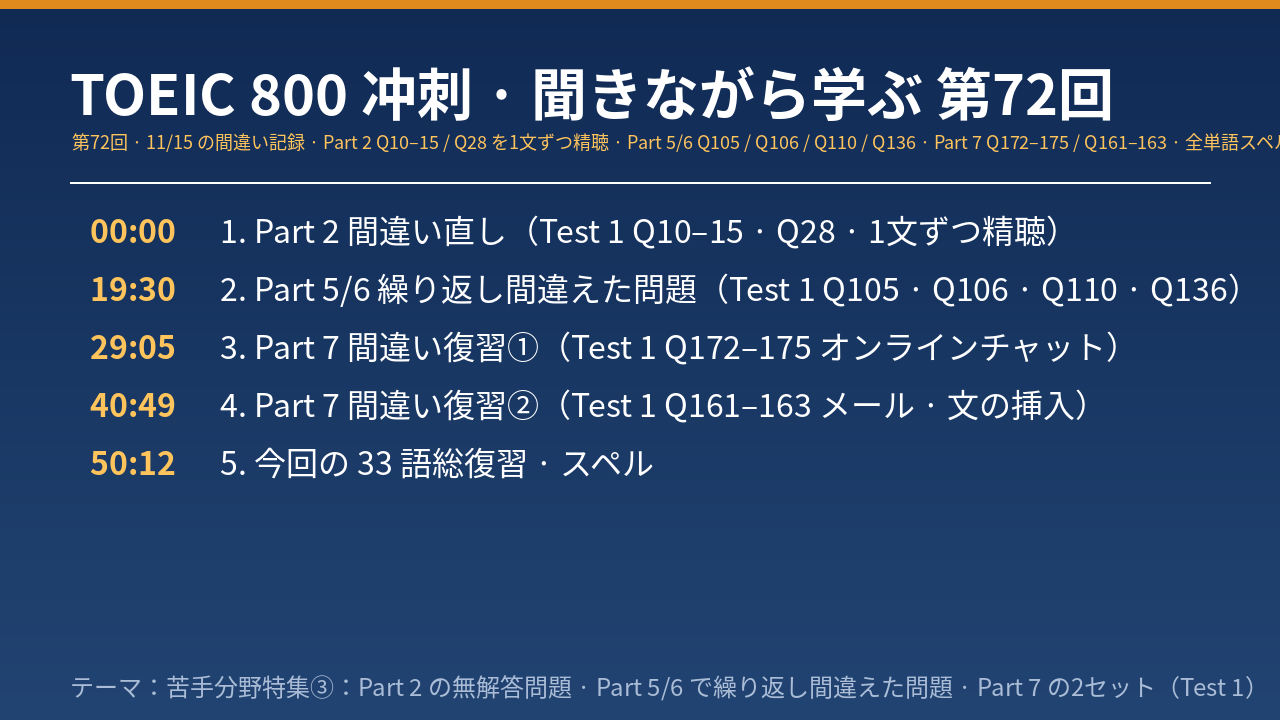 TOEIC 800 冲刺 · 聞きながら学ぶ 第72回
第72回 · 11/15 の間違い記録 · Part 2 Q10–15 / Q28 を1文ずつ精聴 · Part 5/6 Q105 / Q106 / Q110 / Q136 · Part 7 Q172–175 / Q161–163 · 全単語スペ
00:00 1. Part 2 間違い直し（Test 1 Q10–15 · Q28 · 1文ずつ精聴）
19:30 2. Part 5/6 繰り返し間違えた問題（Test 1 Q105 · Q106 · Q110 · Q136）
29:05 3. Part 7 間違い復習①（Test 1 Q172–175 オンラインチャット）
40:49 4. Part 7 間違い復習②（Test 1 Q161–163 メール · 文の挿入）
50:12 5. 今回の 33 語総復習 · スペル
テーマ：苦手分野特集③：Part 2 の無解答問題 · Part 5/6 で繰り返し間違えた問題 · Part 7 の2セット（Test 1）